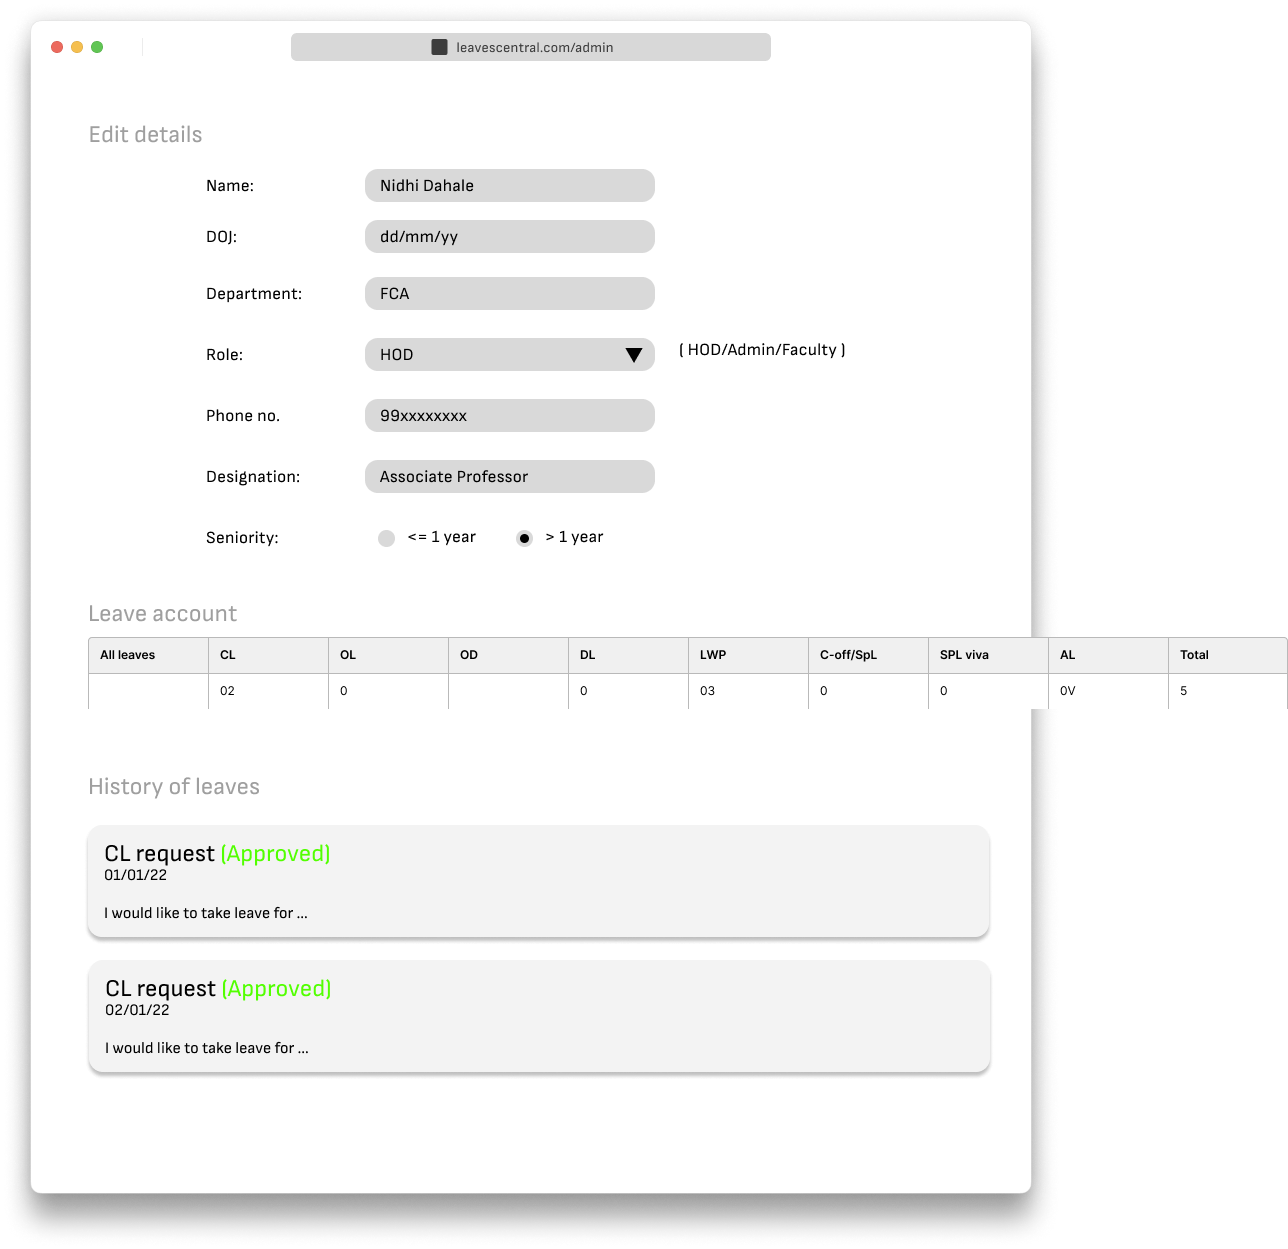 leavescentral.com/admin
Edit details
Name: Nidhi Dahale
DOJ: dd/mm/yy
Department: FCA
Role: HOD ( HOD/Admin/Faculty )
Phone no. 99xxxxxxxx
Designation: Associate Professor
Seniority: <= 1 year > 1 year
Leave account
All leaves CL OL OD DL LWP C-off/SpL SPL viva AL Total
02 0 0 03 0 0 0V 5
History of leaves
CL request (Approved)
01/01/22
I would like to take leave for ...
CL request (Approved)
02/01/22
I would like to take leave for ...